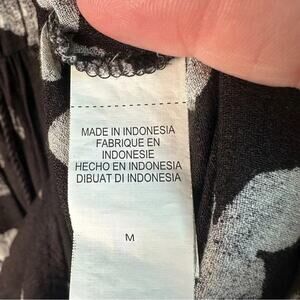 MADE IN INDONESIA
FABRIQUE EN
INDONESIE
HECHO EN INDONESIA
DIBUAT DI INDONESIA
M